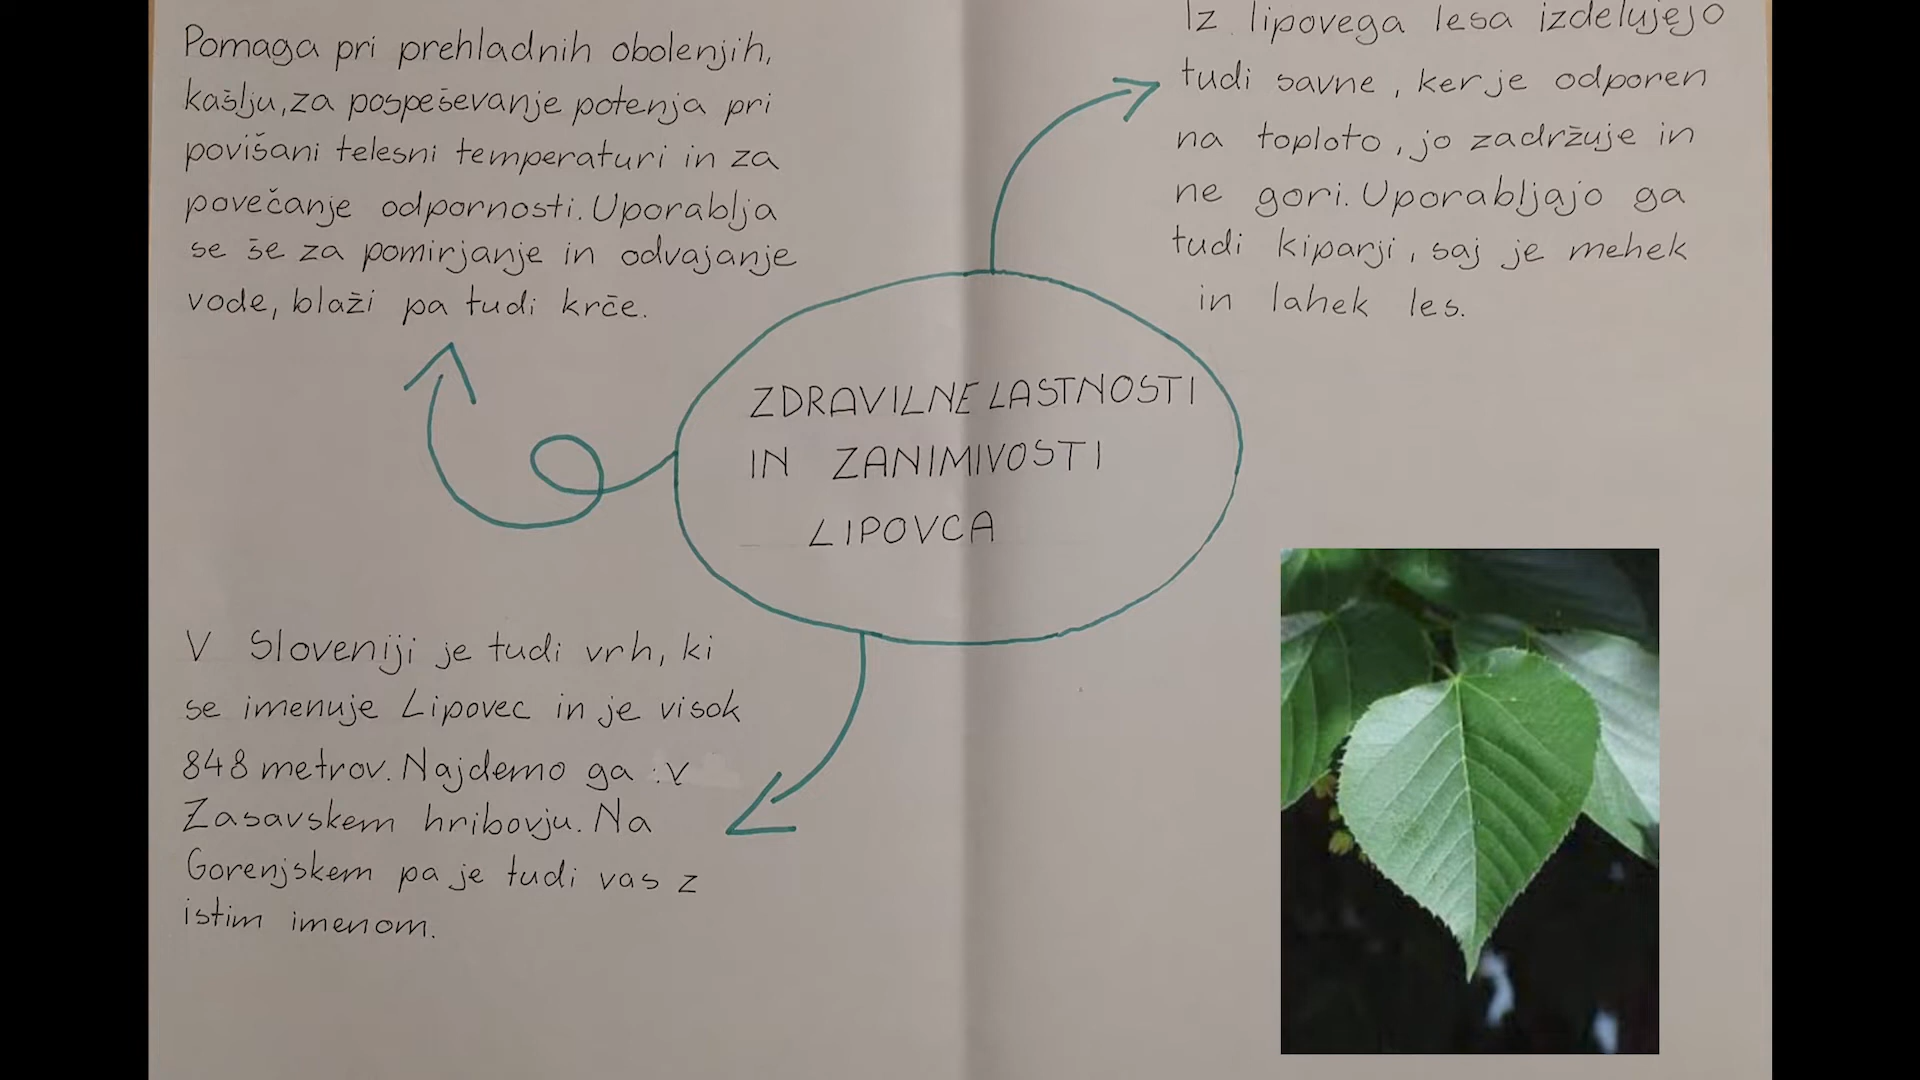 Pomaga pri prehladnih obolenjih,
kašlju, za pospeševanje potenja pri
povišani telesni temperaturi in za
povečanje odpornosti. Uporablja
se še za pomirjanje in odvajanje
vode, blaži pa tudi krče.
Iz lipovega lesa izdelujejo
tudi savne, ker je odporen
na toploto, jo zadržuje in
ne gori. Uporabljajo ga
tudi kiparji, saj je mehek
in lahek les.
ZDRAVILNE LASTNOSTI
IN ZANIMIVOSTI
LIPOVCA
V Sloveniji je tudi vrh, ki
se imenuje Lipovec in je visok
848 metrov. Najdemo ga v
Zasavskem hribovju. Na
Gorenjskem pa je tudi vas z
istim imenom.